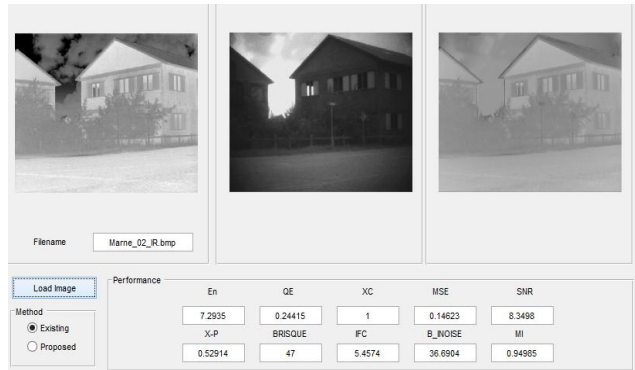 Filename
Marne_02_IR.bmp
Load Image
Method
Existing
Proposed
Performance
En QE XC MSE SNR
7.2935 0.24415 1 0.14623 8.3498
X-P BRISQUE IFC B_INOISE MI
0.52914 47 5.4574 36.6904 0.94985